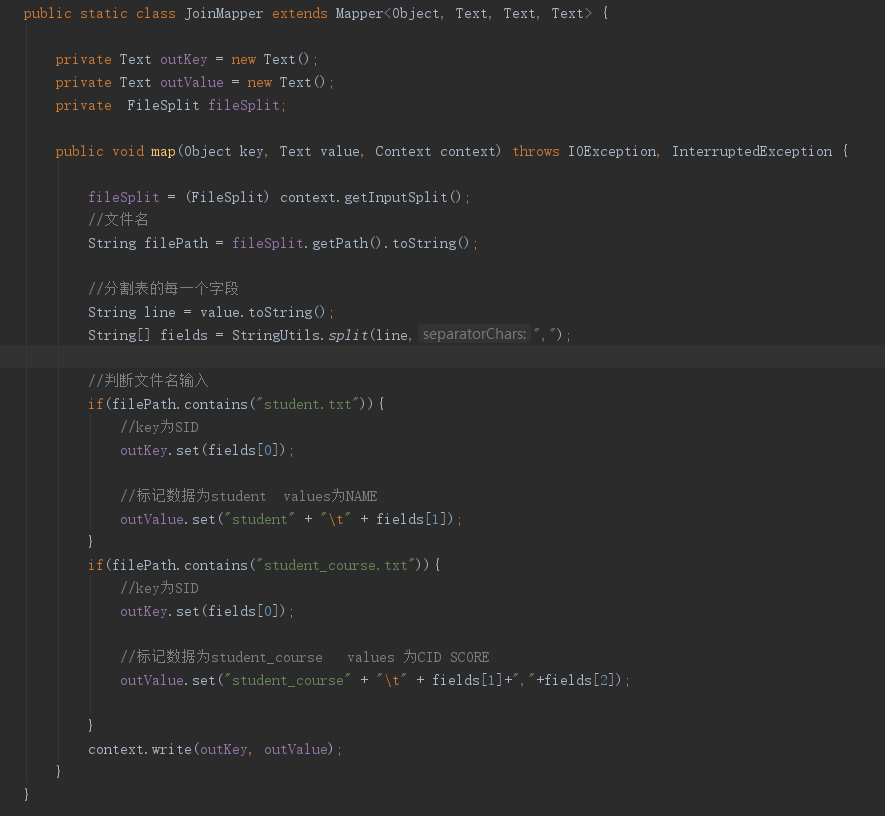 public static class JoinMapper extends Mapper<Object, Text, Text, Text> {
private Text outKey = new Text();
private Text outValue = new Text();
private  FileSplit fileSplit;
public void map(Object key, Text value, Context context) throws IOException, InterruptedException {
fileSplit = (FileSplit) context.getInputSplit();
//文件名
String filePath = fileSplit.getPath().toString();
//分割表的每一个字段
String line = value.toString();
String[] fields = StringUtils.split(line, separatorChars: ",");
//判断文件名输入
if(filePath.contains("student.txt")){
//key为SID
outKey.set(fields[0]);
//标记数据为student  values为NAME
outValue.set("student" + "\t" + fields[1]);
}
if(filePath.contains("student_course.txt")){
//key为SID
outKey.set(fields[0]);
//标记数据为student_course   values 为CID SCORE
outValue.set("student_course" + "\t" + fields[1]+","+fields[2]);
}
context.write(outKey, outValue);
}
}